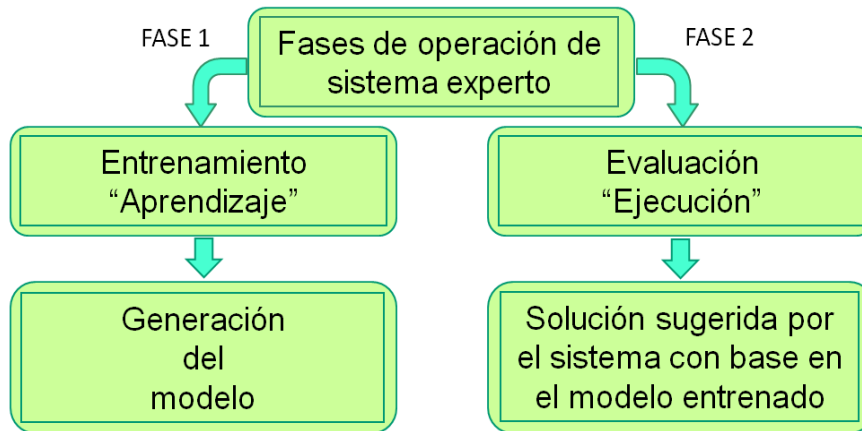 FASE 1
Fases de operación de
sistema experto
FASE 2
Entrenamiento
“Aprendizaje”
Evaluación
“Ejecución”
Generación
del
modelo
Solución sugerida por
el sistema con base en
el modelo entrenado